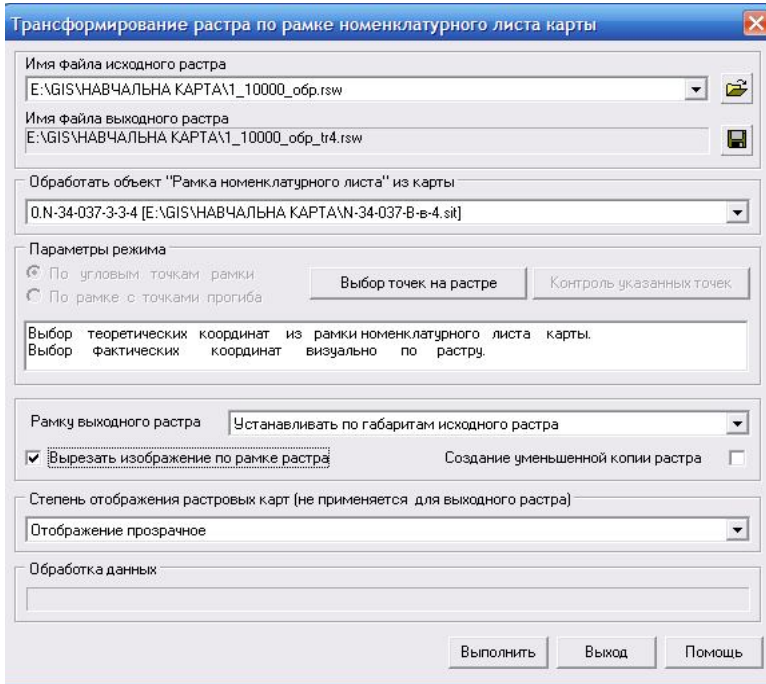 Трансформирование растра по рамке номенклатурного листа карты
Имя файла исходного растра
E:\GIS\НАВЧАЛЬНА КАРТА\1_10000_обр.rsw
Имя файла выходного растра
E:\GIS\НАВЧАЛЬНА КАРТА\1_10000_обр_tr4.rsw
Обработать объект "Рамка номенклатурного листа" из карты
0.N-34-037-3-3-4 [E:\GIS\НАВЧАЛЬНА КАРТА\N-34-037-В-в-4.sit]
Параметры режима
По угловым точкам рамки
По рамке с точками прогиба
Выбор точек на растре
Контроль указанных точек
Выбор теоретических координат из рамки номенклатурного листа карты.
Выбор фактических координат визуально по растру.
Рамку выходного растра
Устанавливать по габаритам исходного растра
Вырезать изображение по рамке растра
Создание уменьшенной копии растра
Степень отображения растровых карт (не применяется для выходного растра)
Отображение прозрачное
Обработка данных
Выполнить
Выход
Помощь